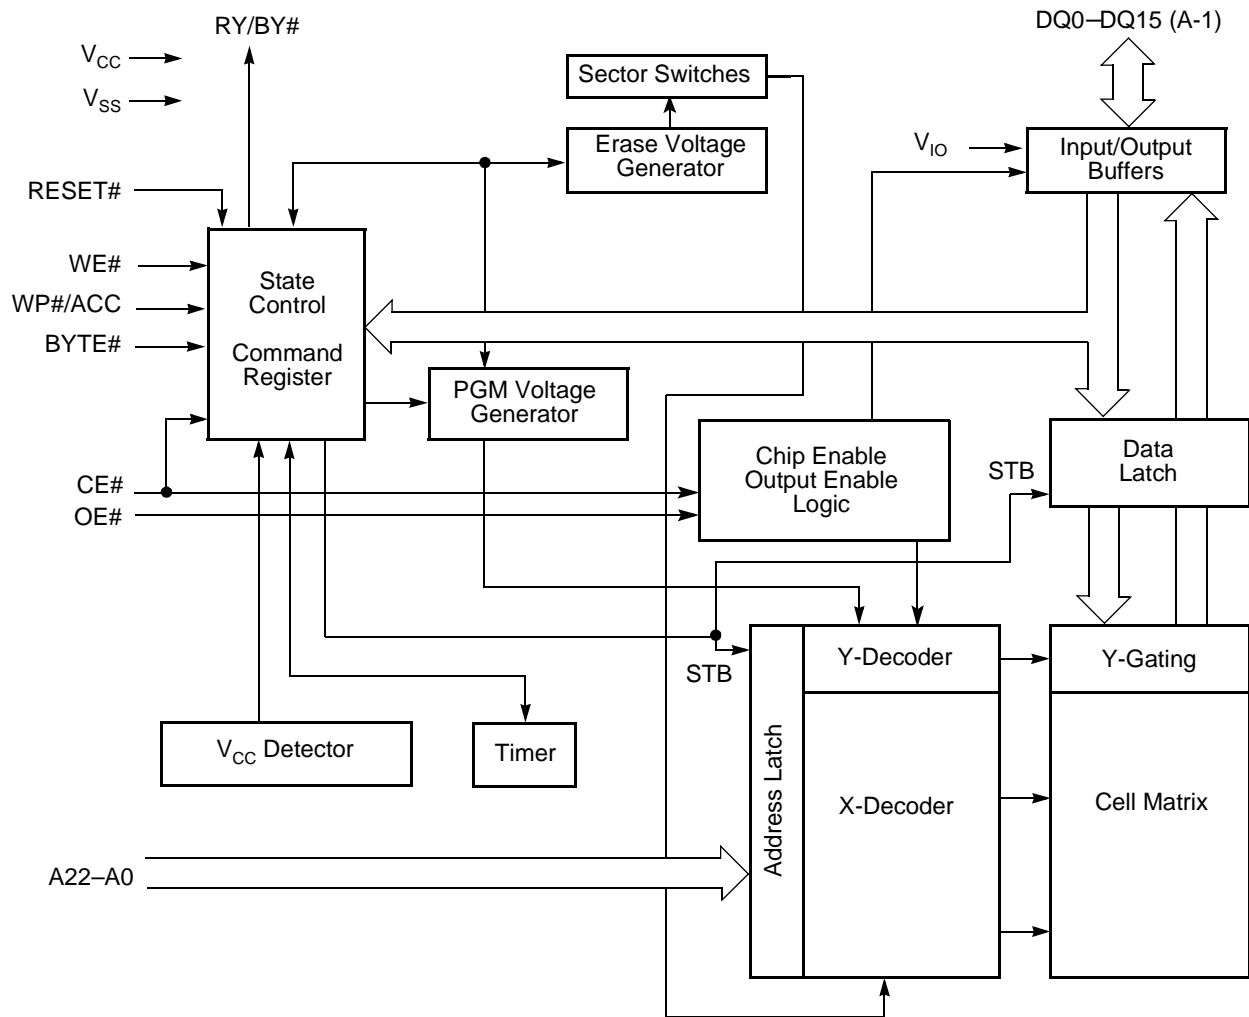 RY/BY#
DQ0–DQ15 (A-1)
VCC
VSS
Sector Switches
Erase Voltage
Generator
VIO
Input/Output
Buffers
RESET#
WE#
WP#/ACC
BYTE#
State
Control
Command
Register
PGM Voltage
Generator
CE#
OE#
Chip Enable
Output Enable
Logic
STB
Data
Latch
STB
Y-Decoder
Y-Gating
VCC Detector
Timer
Address Latch
X-Decoder
Cell Matrix
A22–A0